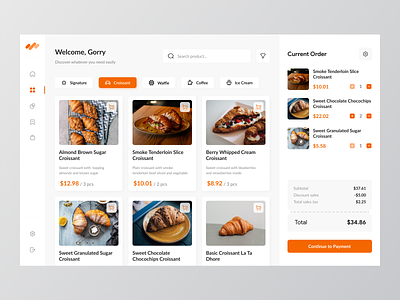 Welcome, Gorry
Discover whatever you need easily
Search product...
Signature
Croissant
Waffle
Coffee
Ice Cream
Almond Brown Sugar
Croissant
Sweet croissant with topping
almonds and brown sugar
$12.98 / 3 pcs
Smoke Tenderloin Slice
Croissant
Plain croissant with smoke
tenderloin beef sliced and vegetable
$10.01 / 2 pcs
Berry Whipped Cream
Croissant
Sweet croissant with blueberries
and strawberries inside
$8.92 / 3 pcs
Sweet Granulated Sugar
Croissant
Sweet Chocolate
Chocochips Croissant
Basic Croissant La Ta
Dhore
Current Order
Smoke Tenderloin Slice
Croissant
$10.01
1
Sweet Chocolate Chocochips
Croissant
$22.02
2
Sweet Granulated Sugar
Croissant
$5.58
1
Subtotal $37.61
Discount sales -$5.00
Total sales tax $2.25
Total $34.86
Continue to Payment